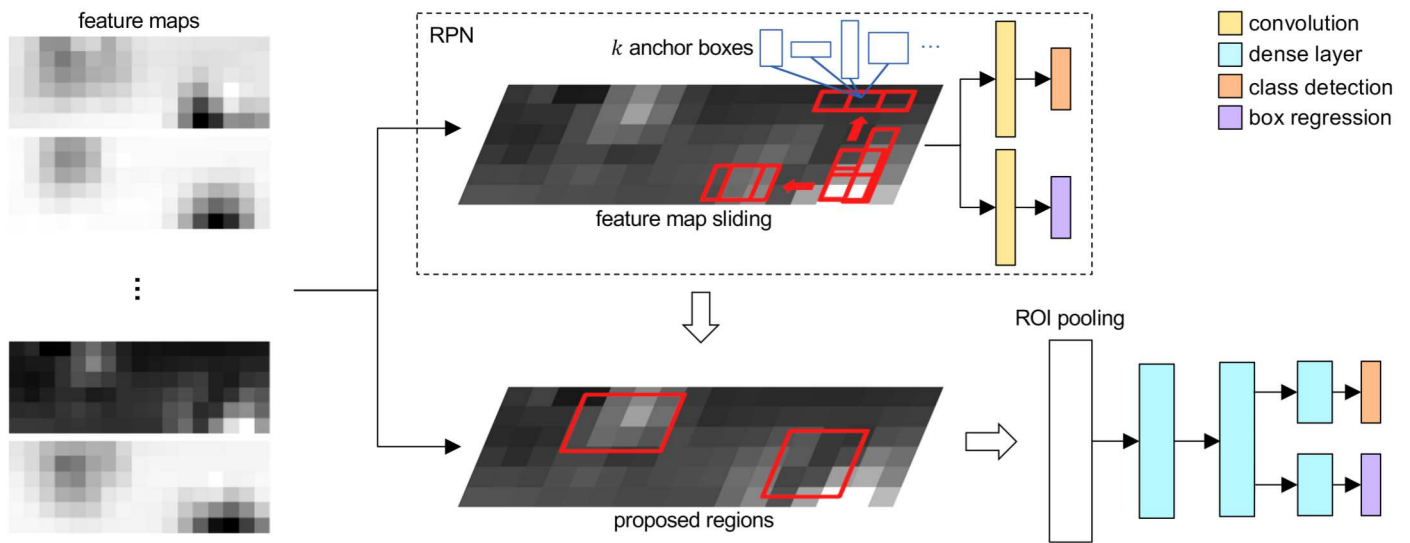 feature maps
RPN
k anchor boxes
...
feature map sliding
convolution
dense layer
class detection
box regression
⋮
ROI pooling
proposed regions